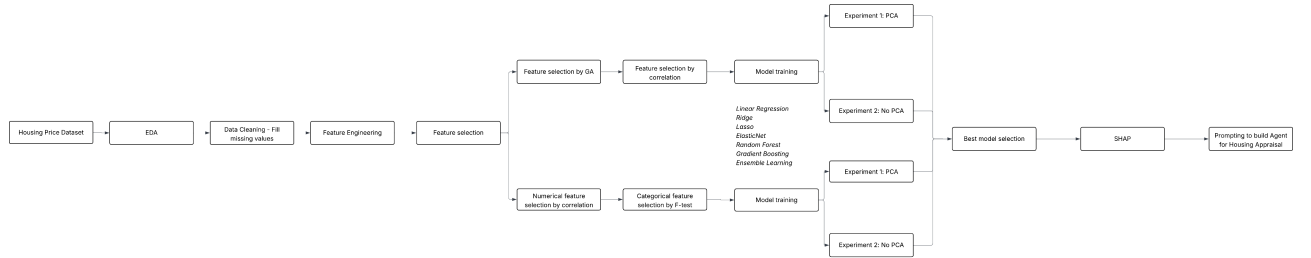 Housing Price Dataset
EDA
Data Cleaning - Fill
missing values
Feature Engineering
Feature selection
Feature selection by GA
Feature selection by
correlation
Model training
Experiment 1: PCA
Experiment 2: No PCA
Linear Regression
Ridge
Lasso
ElasticNet
Random Forest
Gradient Boosting
Ensemble Learning
Numerical feature
selection by correlation
Categorical feature
selection by F-test
Model training
Experiment 1: PCA
Experiment 2: No PCA
Best model selection
SHAP
Prompting to build Agent
for Housing Appraisal